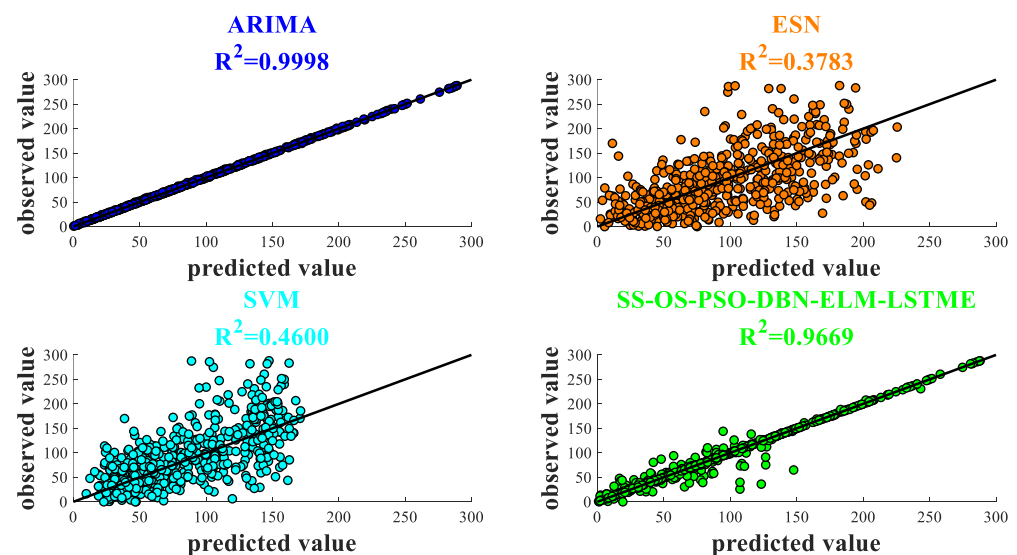 ARIMA
R²=0.9998
300
250
200
150
100
50
0
observed value
0 50 100 150 200 250 300
predicted value
ESN
R²=0.3783
300
250
200
150
100
50
0
observed value
0 50 100 150 200 250 300
predicted value
SVM
R²=0.4600
300
250
200
150
100
50
0
observed value
0 50 100 150 200 250 300
predicted value
SS-OS-PSO-DBN-ELM-LSTME
R²=0.9669
300
250
200
150
100
50
0
observed value
0 50 100 150 200 250 300
predicted value